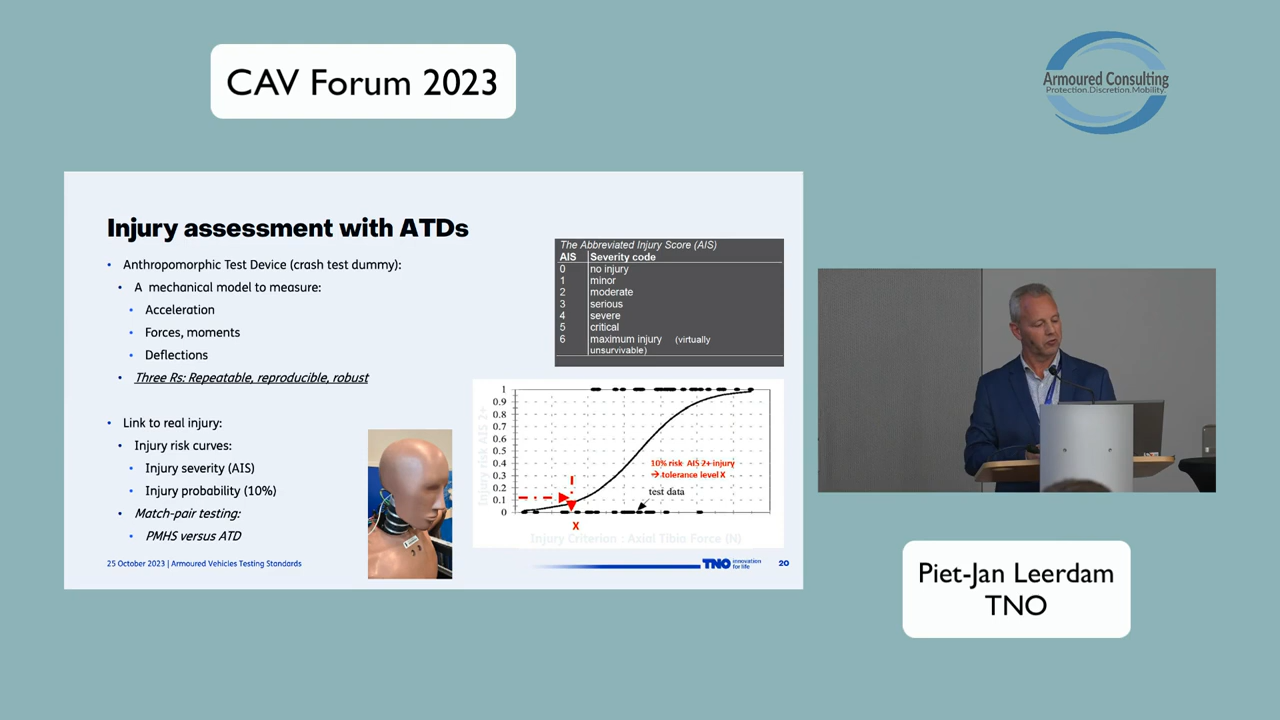 CAV Forum 2023
Armoured Consulting
Protection.Discretion.Mobility.
Injury assessment with ATDs
• Anthropomorphic Test Device (crash test dummy):
• A mechanical model to measure:
• Acceleration
• Forces, moments
• Deflections
• Three Rs: Repeatable, reproducible, robust
• Link to real injury:
• Injury risk curves:
• Injury severity (AIS)
• Injury probability (10%)
• Match-pair testing:
• PMHS versus ATD
The Abbreviated Injury Score (AIS)
AIS Severity code
0 no injury
1 minor
2 moderate
3 serious
4 severe
5 critical
6 maximum injury (virtually
unsurvivable)
Injury risk AIS 2+
1
0.9
0.8
0.7
0.6
0.5
0.4
0.3
0.2
0.1
0
10% risk AIS 2+ injury
→ tolerance level X
test data
X
Injury Criterion : Axial Tibia Force (N)
25 October 2023 | Armoured Vehicles Testing Standards
TNO innovation
for life
20
Piet-Jan Leerdam
TNO